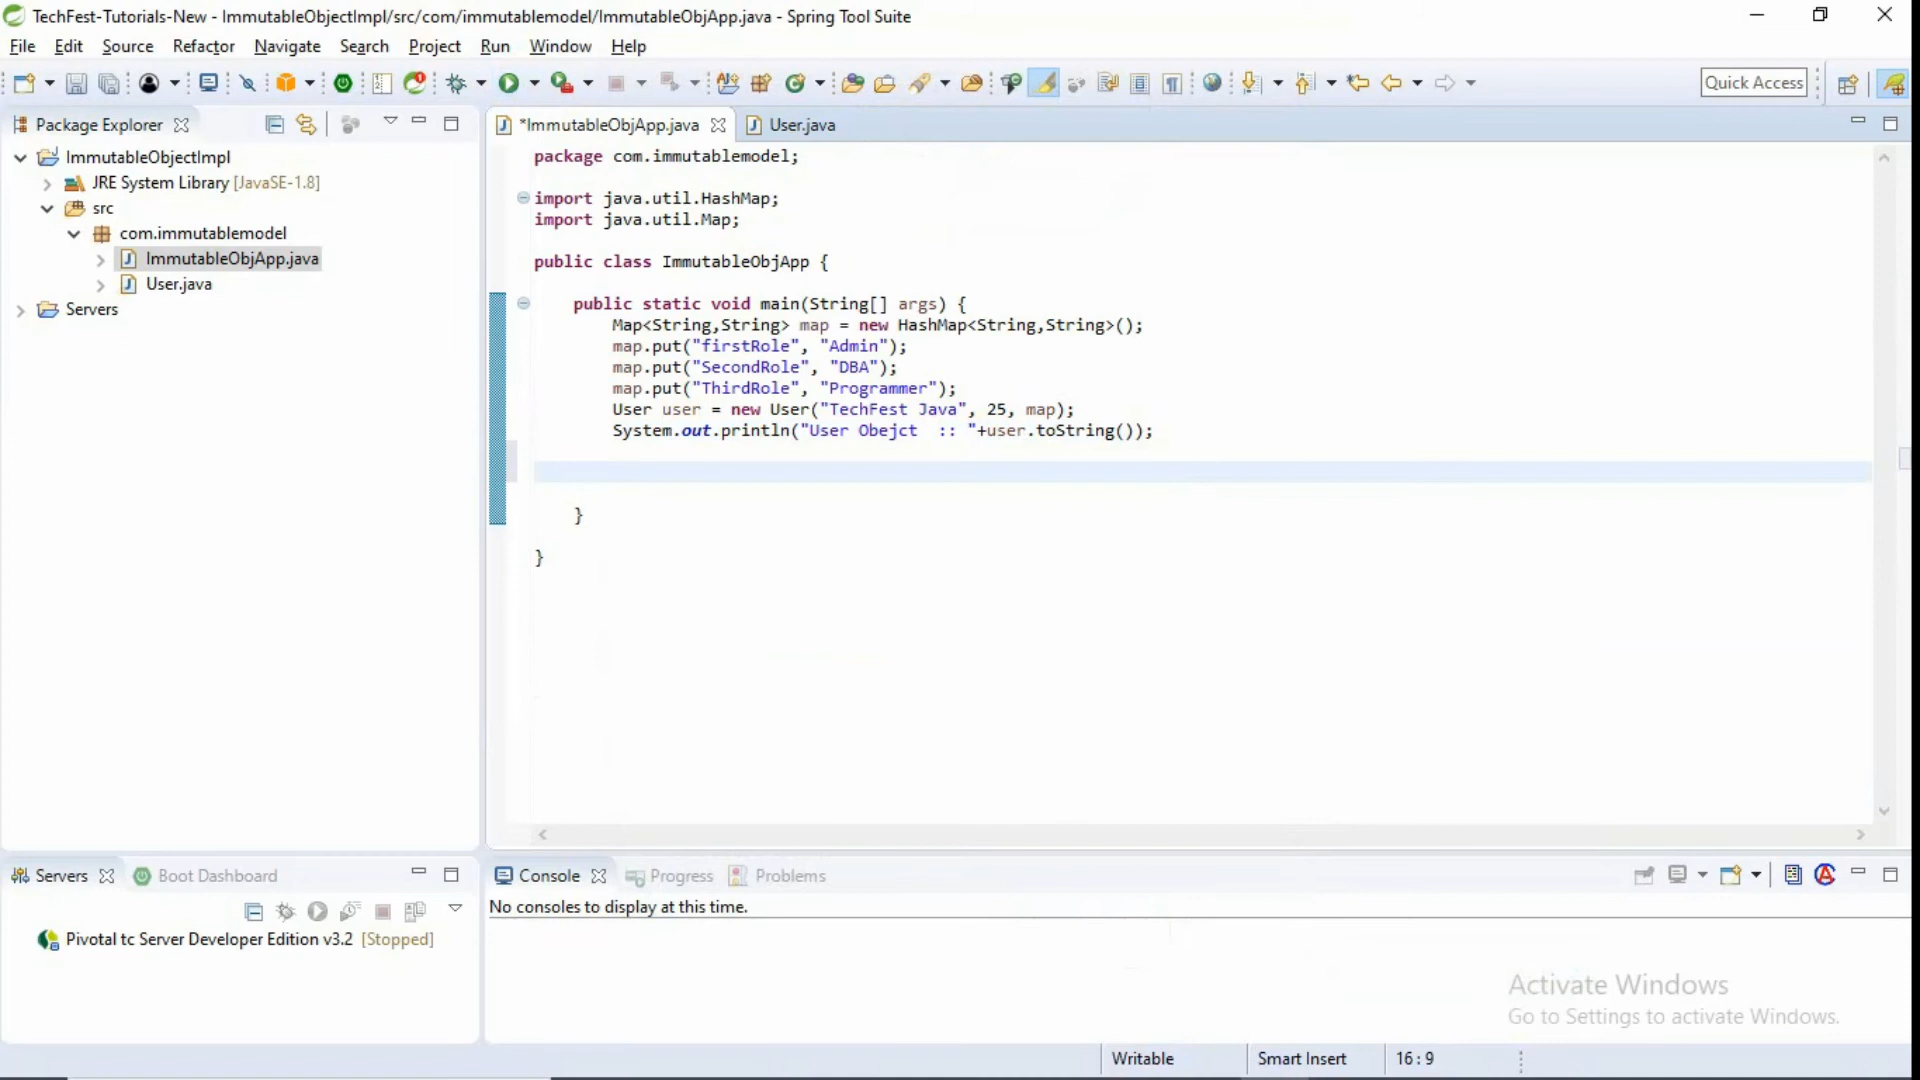 TechFest-Tutorials-New - ImmutableObjectImpl/src/com/immutablemodel/ImmutableObjApp.java - Spring Tool Suite
File Edit Source Refactor Navigate Search Project Run Window Help
Quick Access
Package Explorer
ImmutableObjectImpl
JRE System Library [JavaSE-1.8]
src
com.immutablemodel
ImmutableObjApp.java
User.java
Servers
*ImmutableObjApp.java User.java
package com.immutablemodel;
import java.util.HashMap;
import java.util.Map;
public class ImmutableObjApp {
public static void main(String[] args) {
Map<String,String> map = new HashMap<String,String>();
map.put("firstRole", "Admin");
map.put("SecondRole", "DBA");
map.put("ThirdRole", "Programmer");
User user = new User("TechFest Java", 25, map);
System.out.println("User Obejct  :: "+user.toString());
}
}
Servers Boot Dashboard
Pivotal tc Server Developer Edition v3.2 [Stopped]
Console Progress Problems
No consoles to display at this time.
Activate Windows
Go to Settings to activate Windows.
Writable Smart Insert 16 : 9